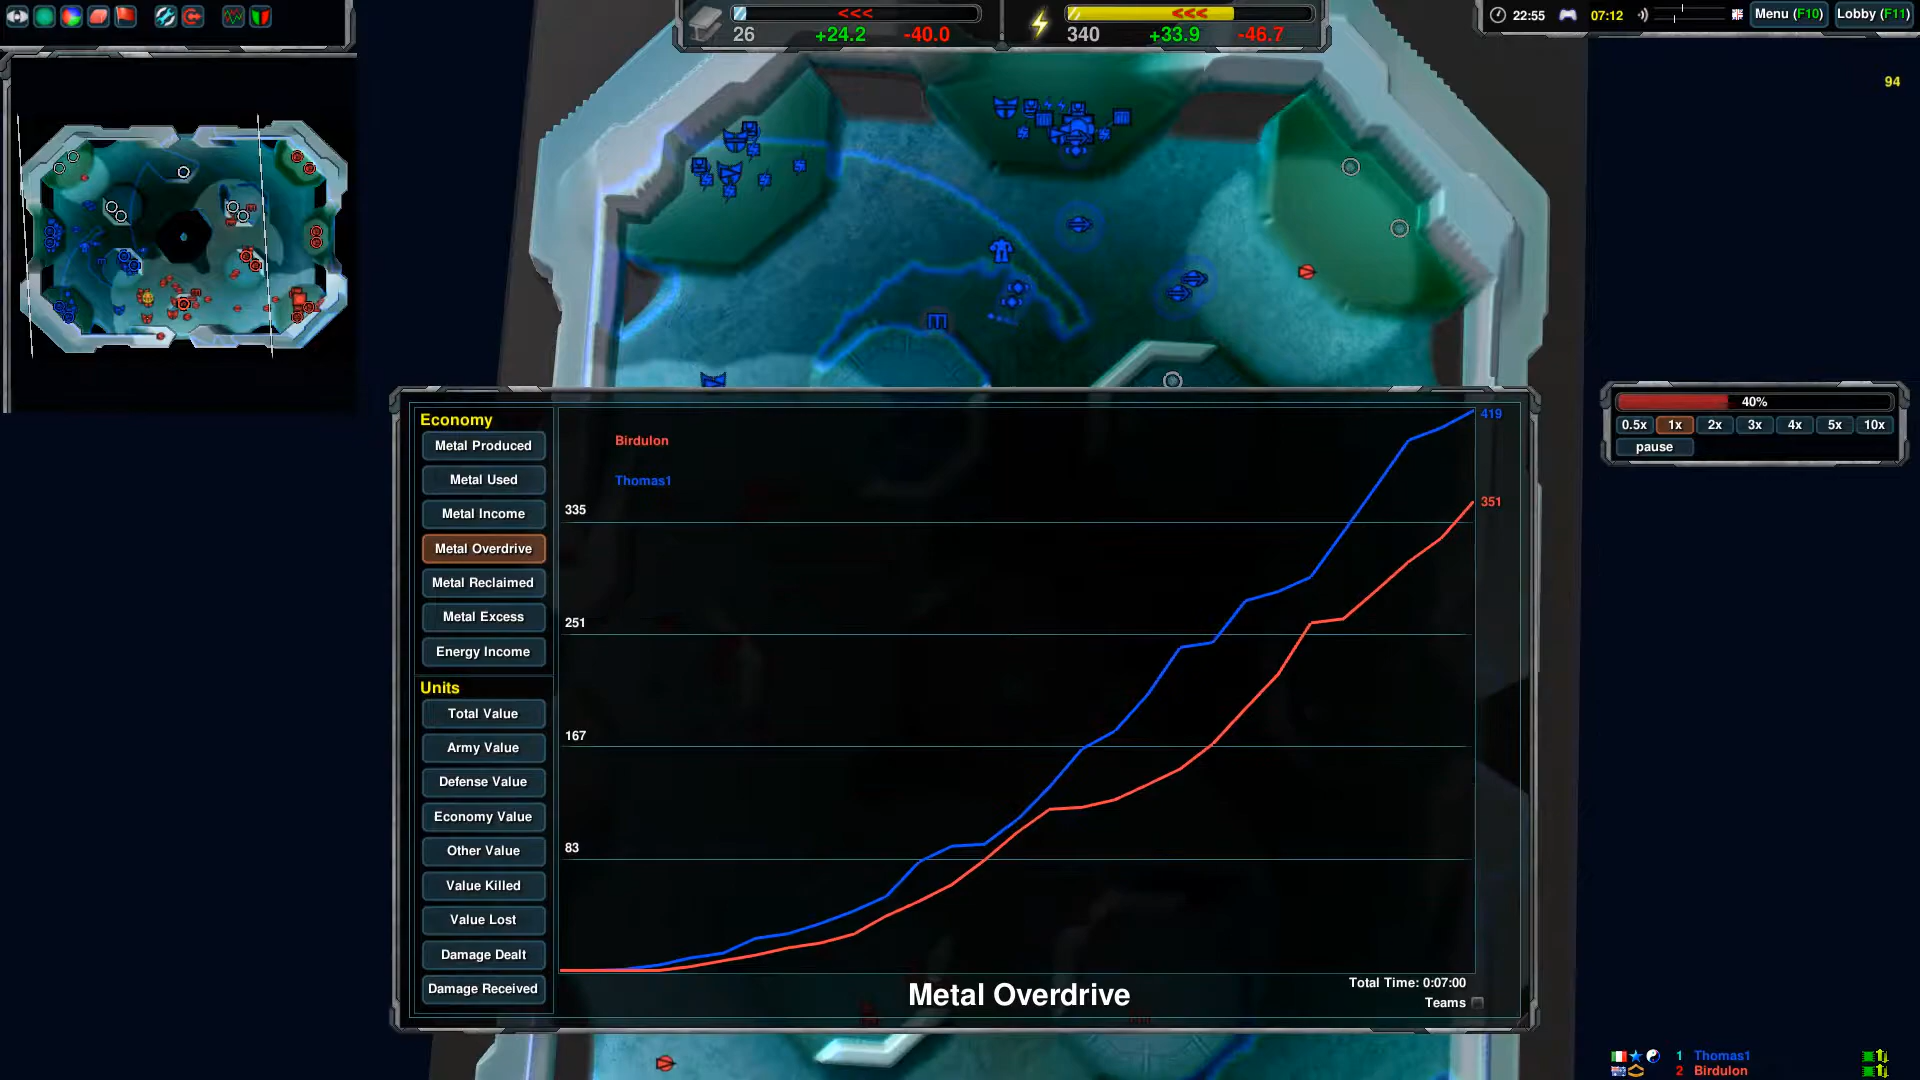 <<<
26 +24.2 -40.0
<<<
340 +33.9 -46.7
22:55 07:12 Menu (F10) Lobby (F11)
94
40%
0.5x 1x 2x 3x 4x 5x 10x
pause
Economy
Metal Produced
Metal Used
Metal Income
Metal Overdrive
Metal Reclaimed
Metal Excess
Energy Income
Units
Total Value
Army Value
Defense Value
Economy Value
Other Value
Value Killed
Value Lost
Damage Dealt
Damage Received
Birdulon
Thomas1
419
351
335
251
167
83
Metal Overdrive
Total Time: 0:07:00
Teams
1 Thomas1
2 Birdulon